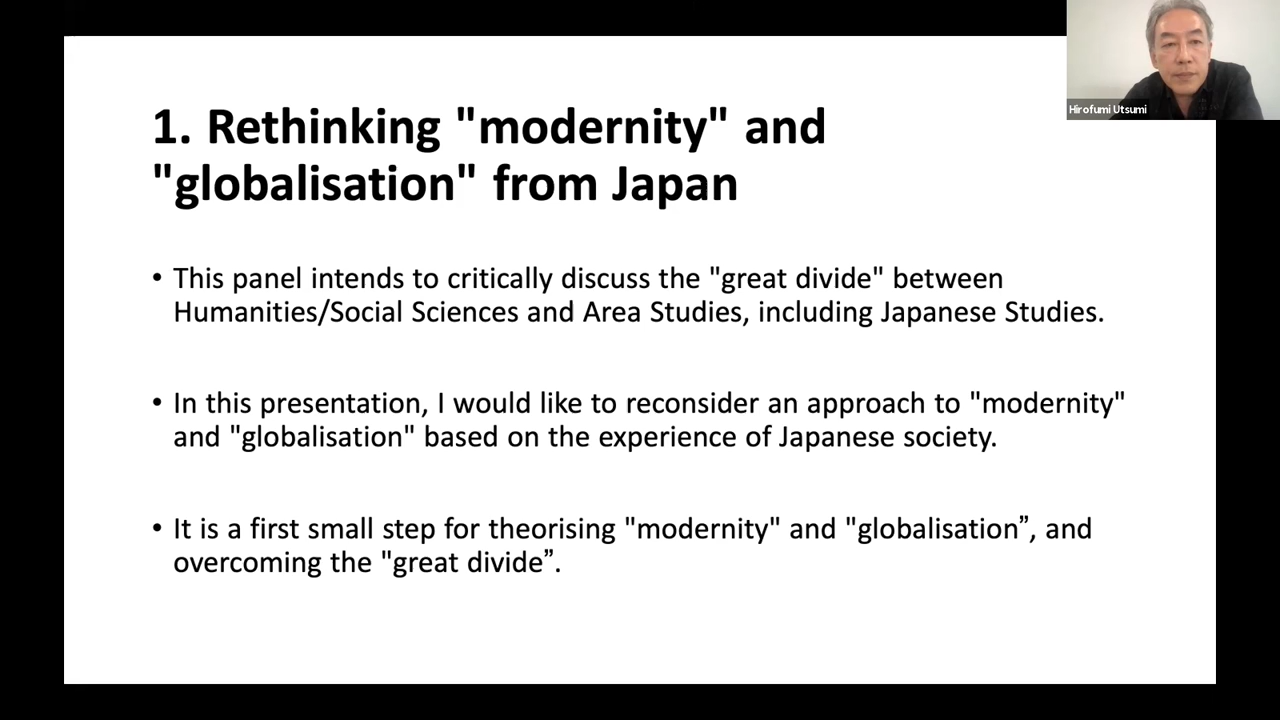 1. Rethinking "modernity" and
"globalisation" from Japan
• This panel intends to critically discuss the "great divide" between
Humanities/Social Sciences and Area Studies, including Japanese Studies.
• In this presentation, I would like to reconsider an approach to "modernity"
and "globalisation" based on the experience of Japanese society.
• It is a first small step for theorising "modernity" and "globalisation”, and
overcoming the "great divide”.
Hirofumi Utsumi